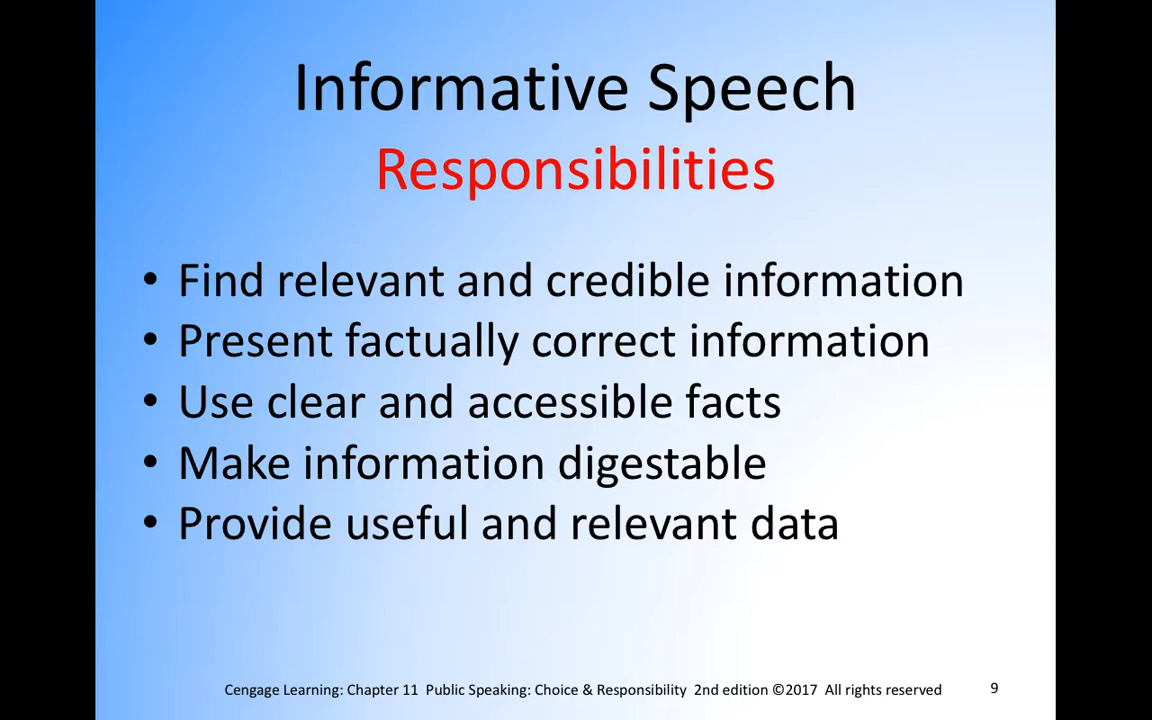 Informative Speech
Responsibilities
• Find relevant and credible information
• Present factually correct information
• Use clear and accessible facts
• Make information digestable
• Provide useful and relevant data
Cengage Learning: Chapter 11 Public Speaking: Choice & Responsibility 2nd edition ©2017 All rights reserved 9